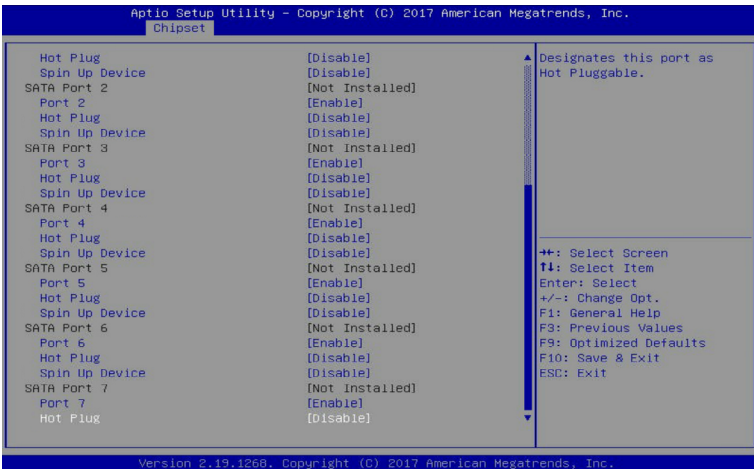 Aptio Setup Utility – Copyright (C) 2017 American Megatrends, Inc.
Chipset
Hot Plug [Disable]
Spin Up Device [Disable]
SATA Port 2 [Not Installed]
Port 2 [Enable]
Hot Plug [Disable]
Spin Up Device [Disable]
SATA Port 3 [Not Installed]
Port 3 [Enable]
Hot Plug [Disable]
Spin Up Device [Disable]
SATA Port 4 [Not Installed]
Port 4 [Enable]
Hot Plug [Disable]
Spin Up Device [Disable]
SATA Port 5 [Not Installed]
Port 5 [Enable]
Hot Plug [Disable]
Spin Up Device [Disable]
SATA Port 6 [Not Installed]
Port 6 [Enable]
Hot Plug [Disable]
Spin Up Device [Disable]
SATA Port 7 [Not Installed]
Port 7 [Enable]
Hot Plug [Disable]
Designates this port as
Hot Pluggable.
→←: Select Screen
↑↓: Select Item
Enter: Select
+/-: Change Opt.
F1: General Help
F3: Previous Values
F9: Optimized Defaults
F10: Save & Exit
ESC: Exit
Version 2.19.1268. Copyright (C) 2017 American Megatrends, Inc.